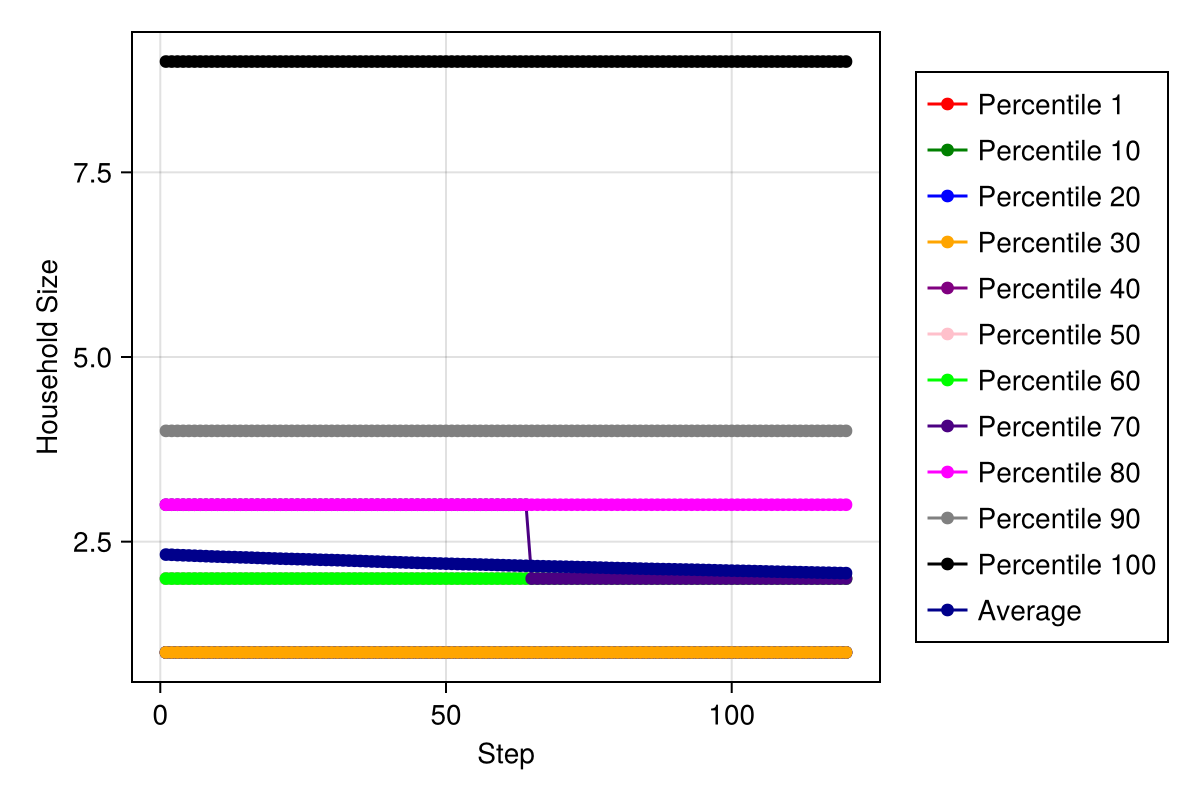 7.5
5.0
2.5
Household Size
0
50
100
Step
Percentile 1
Percentile 10
Percentile 20
Percentile 30
Percentile 40
Percentile 50
Percentile 60
Percentile 70
Percentile 80
Percentile 90
Percentile 100
Average